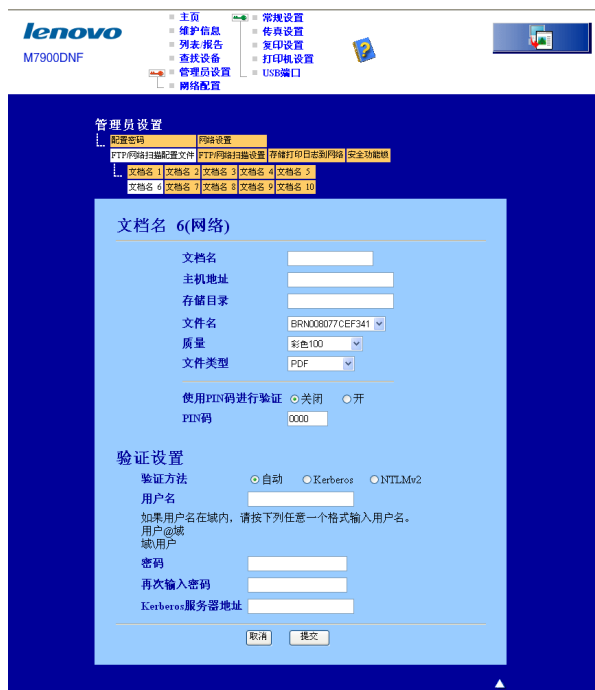 lenovo
M7900DNF
主页
维护信息
列表/报告
查找设备
管理员设置
网络配置
常规设置
传真设置
复印设置
打印机设置
USB端口
管理员设置
配置密码 网络设置
FTP/网络扫描配置文件 FTP/网络扫描设置 存储打印日志到网络 安全功能锁
文档名 1 文档名 2 文档名 3 文档名 4 文档名 5
文档名 6 文档名 7 文档名 8 文档名 9 文档名 10
文档名 6(网络)
文档名
主机地址
存储目录
文件名 BRN008077CEF341
质量 彩色100
文件类型 PDF
使用PIN码进行验证 关闭 开
PIN码 0000
验证设置
验证方法 自动 Kerberos NTLMv2
用户名
如果用户名在域内，请按下列任意一个格式输入用户名。
用户@域
域\用户
密码
再次输入密码
Kerberos服务器地址
取消 提交